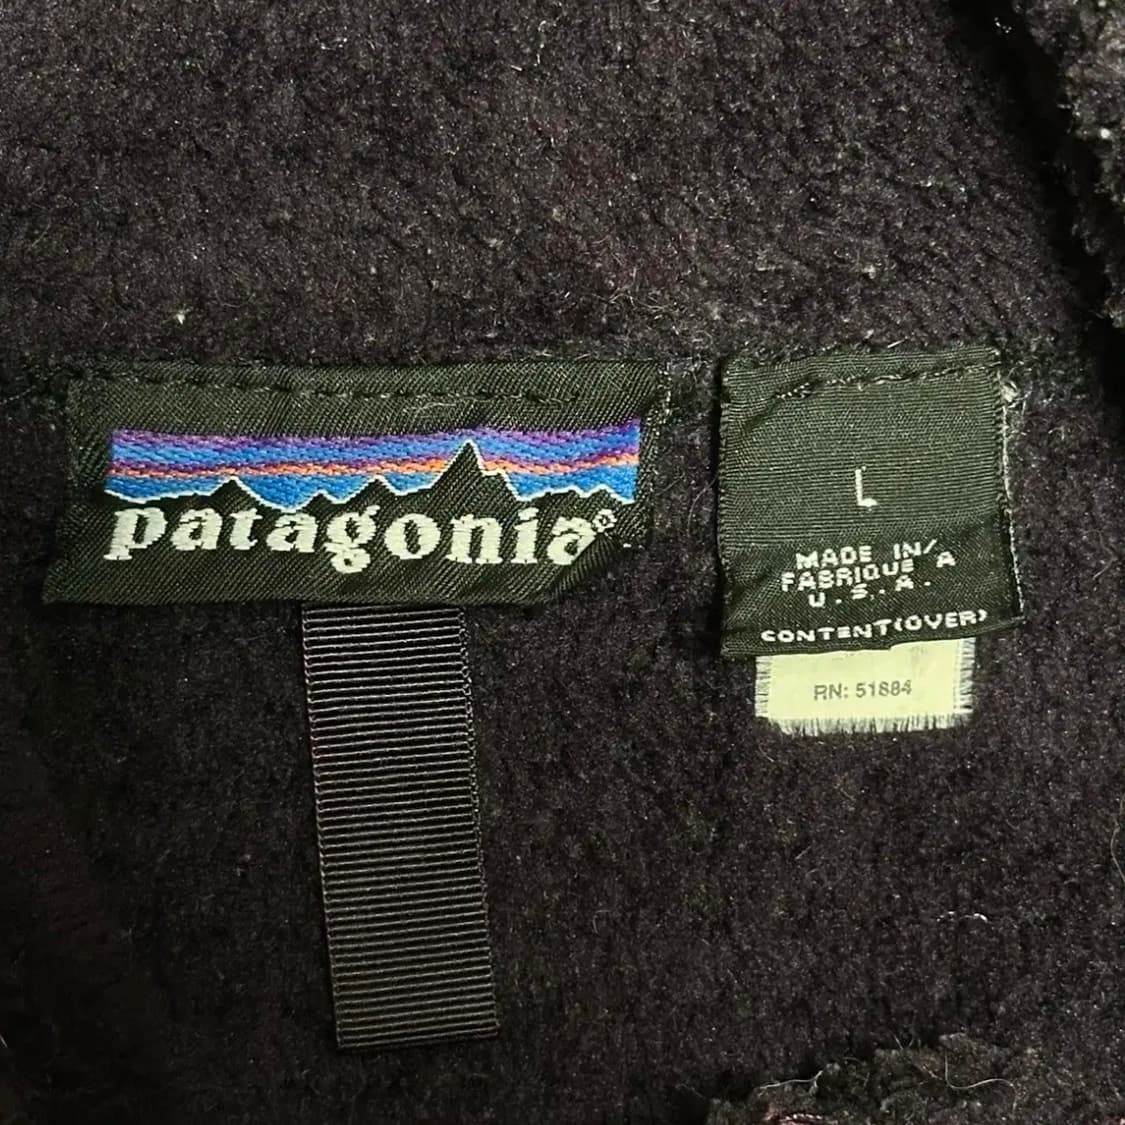 patagonia®
L
MADE IN/
FABRIQUE A
U.S.A.
CONTENT(OVER)
RN: 51884